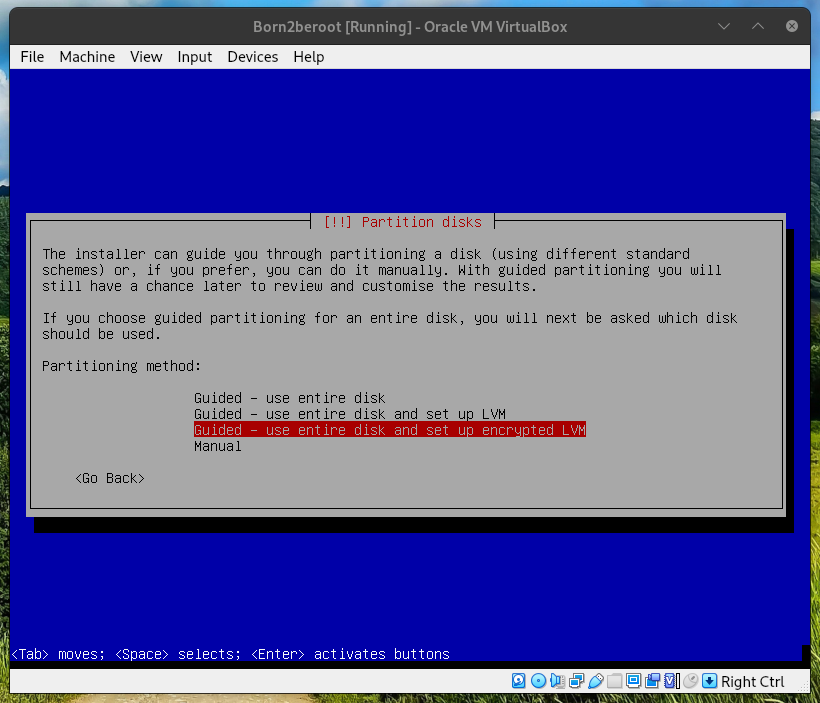 Born2beroot [Running] - Oracle VM VirtualBox
File Machine View Input Devices Help
[!!] Partition disks
The installer can guide you through partitioning a disk (using different standard
schemes) or, if you prefer, you can do it manually. With guided partitioning you will
still have a chance later to review and customise the results.
If you choose guided partitioning for an entire disk, you will next be asked which disk
should be used.
Partitioning method:
Guided - use entire disk
Guided - use entire disk and set up LVM
Guided - use entire disk and set up encrypted LVM
Manual
<Go Back>
<Tab> moves; <Space> selects; <Enter> activates buttons
Right Ctrl